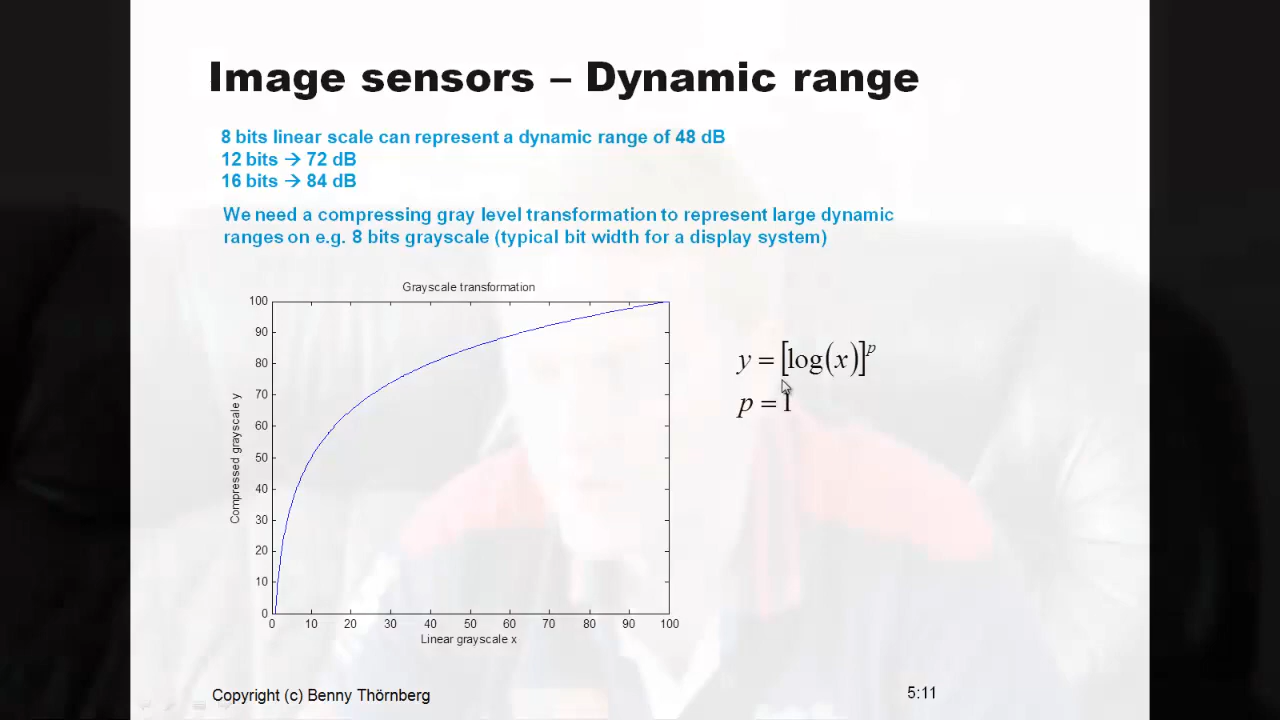 Image sensors – Dynamic range
8 bits linear scale can represent a dynamic range of 48 dB
12 bits → 72 dB
16 bits → 84 dB
We need a compressing gray level transformation to represent large dynamic
ranges on e.g. 8 bits grayscale (typical bit width for a display system)
Grayscale transformation
100
90
80
70
60
50
40
30
20
10
0
Compressed grayscale y
0 10 20 30 40 50 60 70 80 90 100
Linear grayscale x
y = [log(x)]^p
p = 1
Copyright (c) Benny Thörnberg
5:11